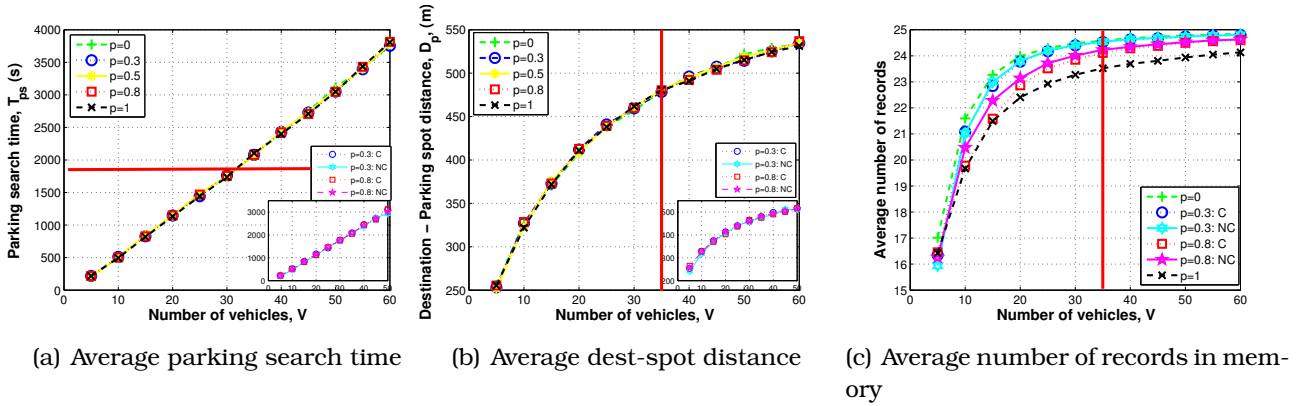 4000
3500
3000
2500
2000
1500
1000
500
0
Parking search time, T_ps (s)
p=0
p=0.3
p=0.5
p=0.8
p=1
p=0.3: C
p=0.3: NC
p=0.8: C
p=0.8: NC
3000
2000
1000
0
0 10 20 30 40 50
0 10 20 30 40 50 60
Number of vehicles, V
(a) Average parking search time
550
500
450
400
350
300
250
Destination – Parking spot distance, D_p, (m)
p=0
p=0.3
p=0.5
p=0.8
p=1
p=0.3: C
p=0.3: NC
p=0.8: C
p=0.8: NC
500
400
300
200
0 10 20 30 40 50
0 10 20 30 40 50 60
Number of vehicles, V
(b) Average dest-spot distance
25
24
23
22
21
20
19
18
17
16
15
Average number of records
p=0
p=0.3: C
p=0.3: NC
p=0.8: C
p=0.8: NC
p=1
0 10 20 30 40 50 60
Number of vehicles, V
(c) Average number of records in mem-
ory